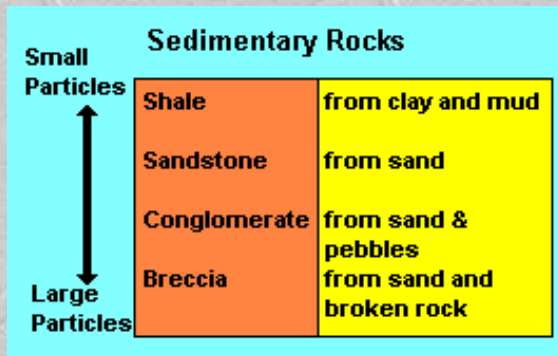 Sedimentary Rocks
Small
Particles
Shale from clay and mud
Sandstone from sand
Conglomerate from sand &
pebbles
Breccia from sand and
broken rock
Large
Particles